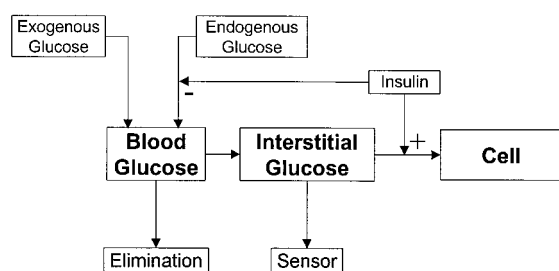 Exogenous
Glucose
Endogenous
Glucose
Insulin
-
+
Blood
Glucose
Interstitial
Glucose
Cell
Elimination
Sensor